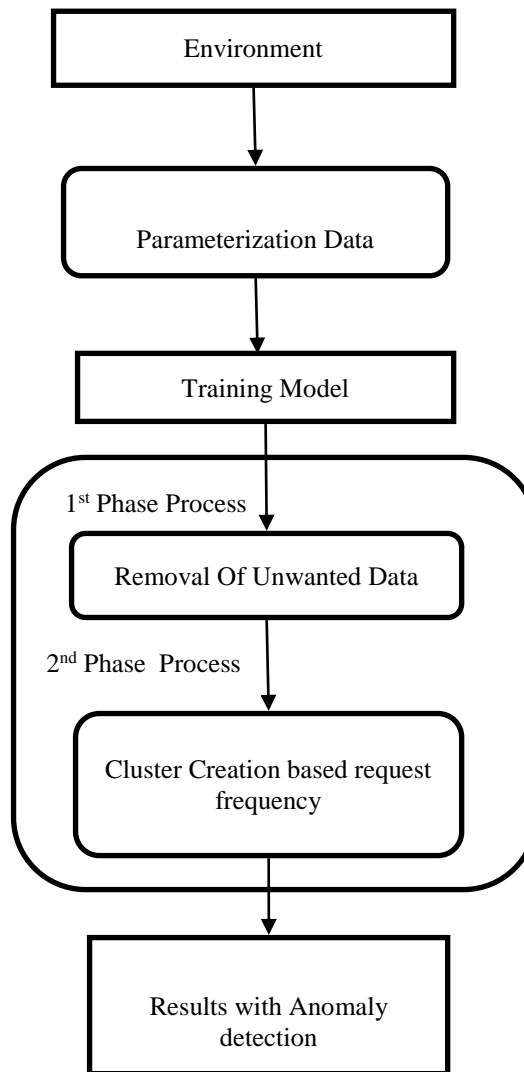 Environment
Parameterization Data
Training Model
1st Phase Process
Removal Of Unwanted Data
2nd Phase Process
Cluster Creation based request
frequency
Results with Anomaly
detection